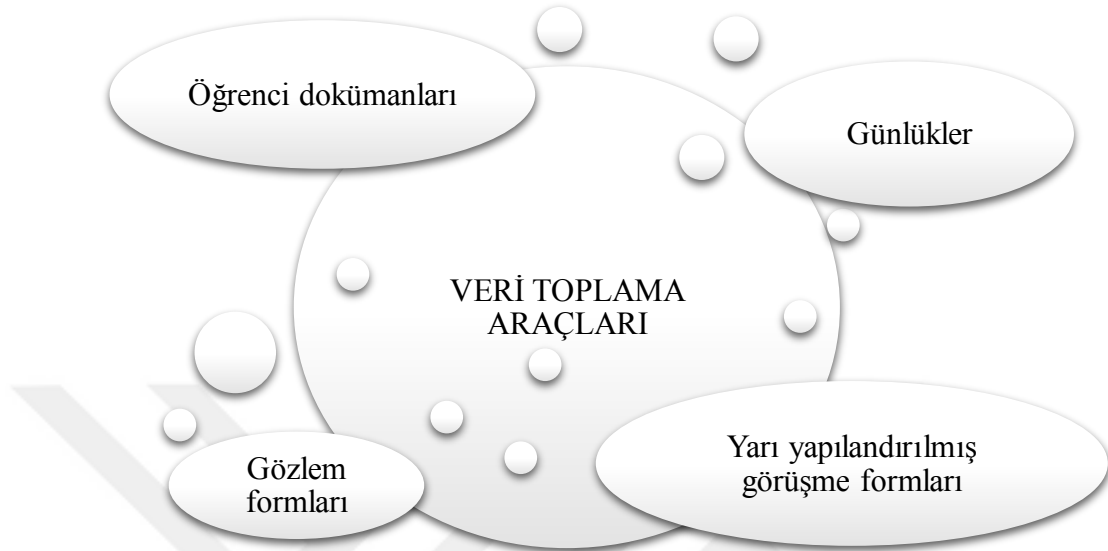 Öğrenci dokümanları
Günlükler
VERİ TOPLAMA
ARAÇLARI
Gözlem
formları
Yarı yapılandırılmış
görüşme formları